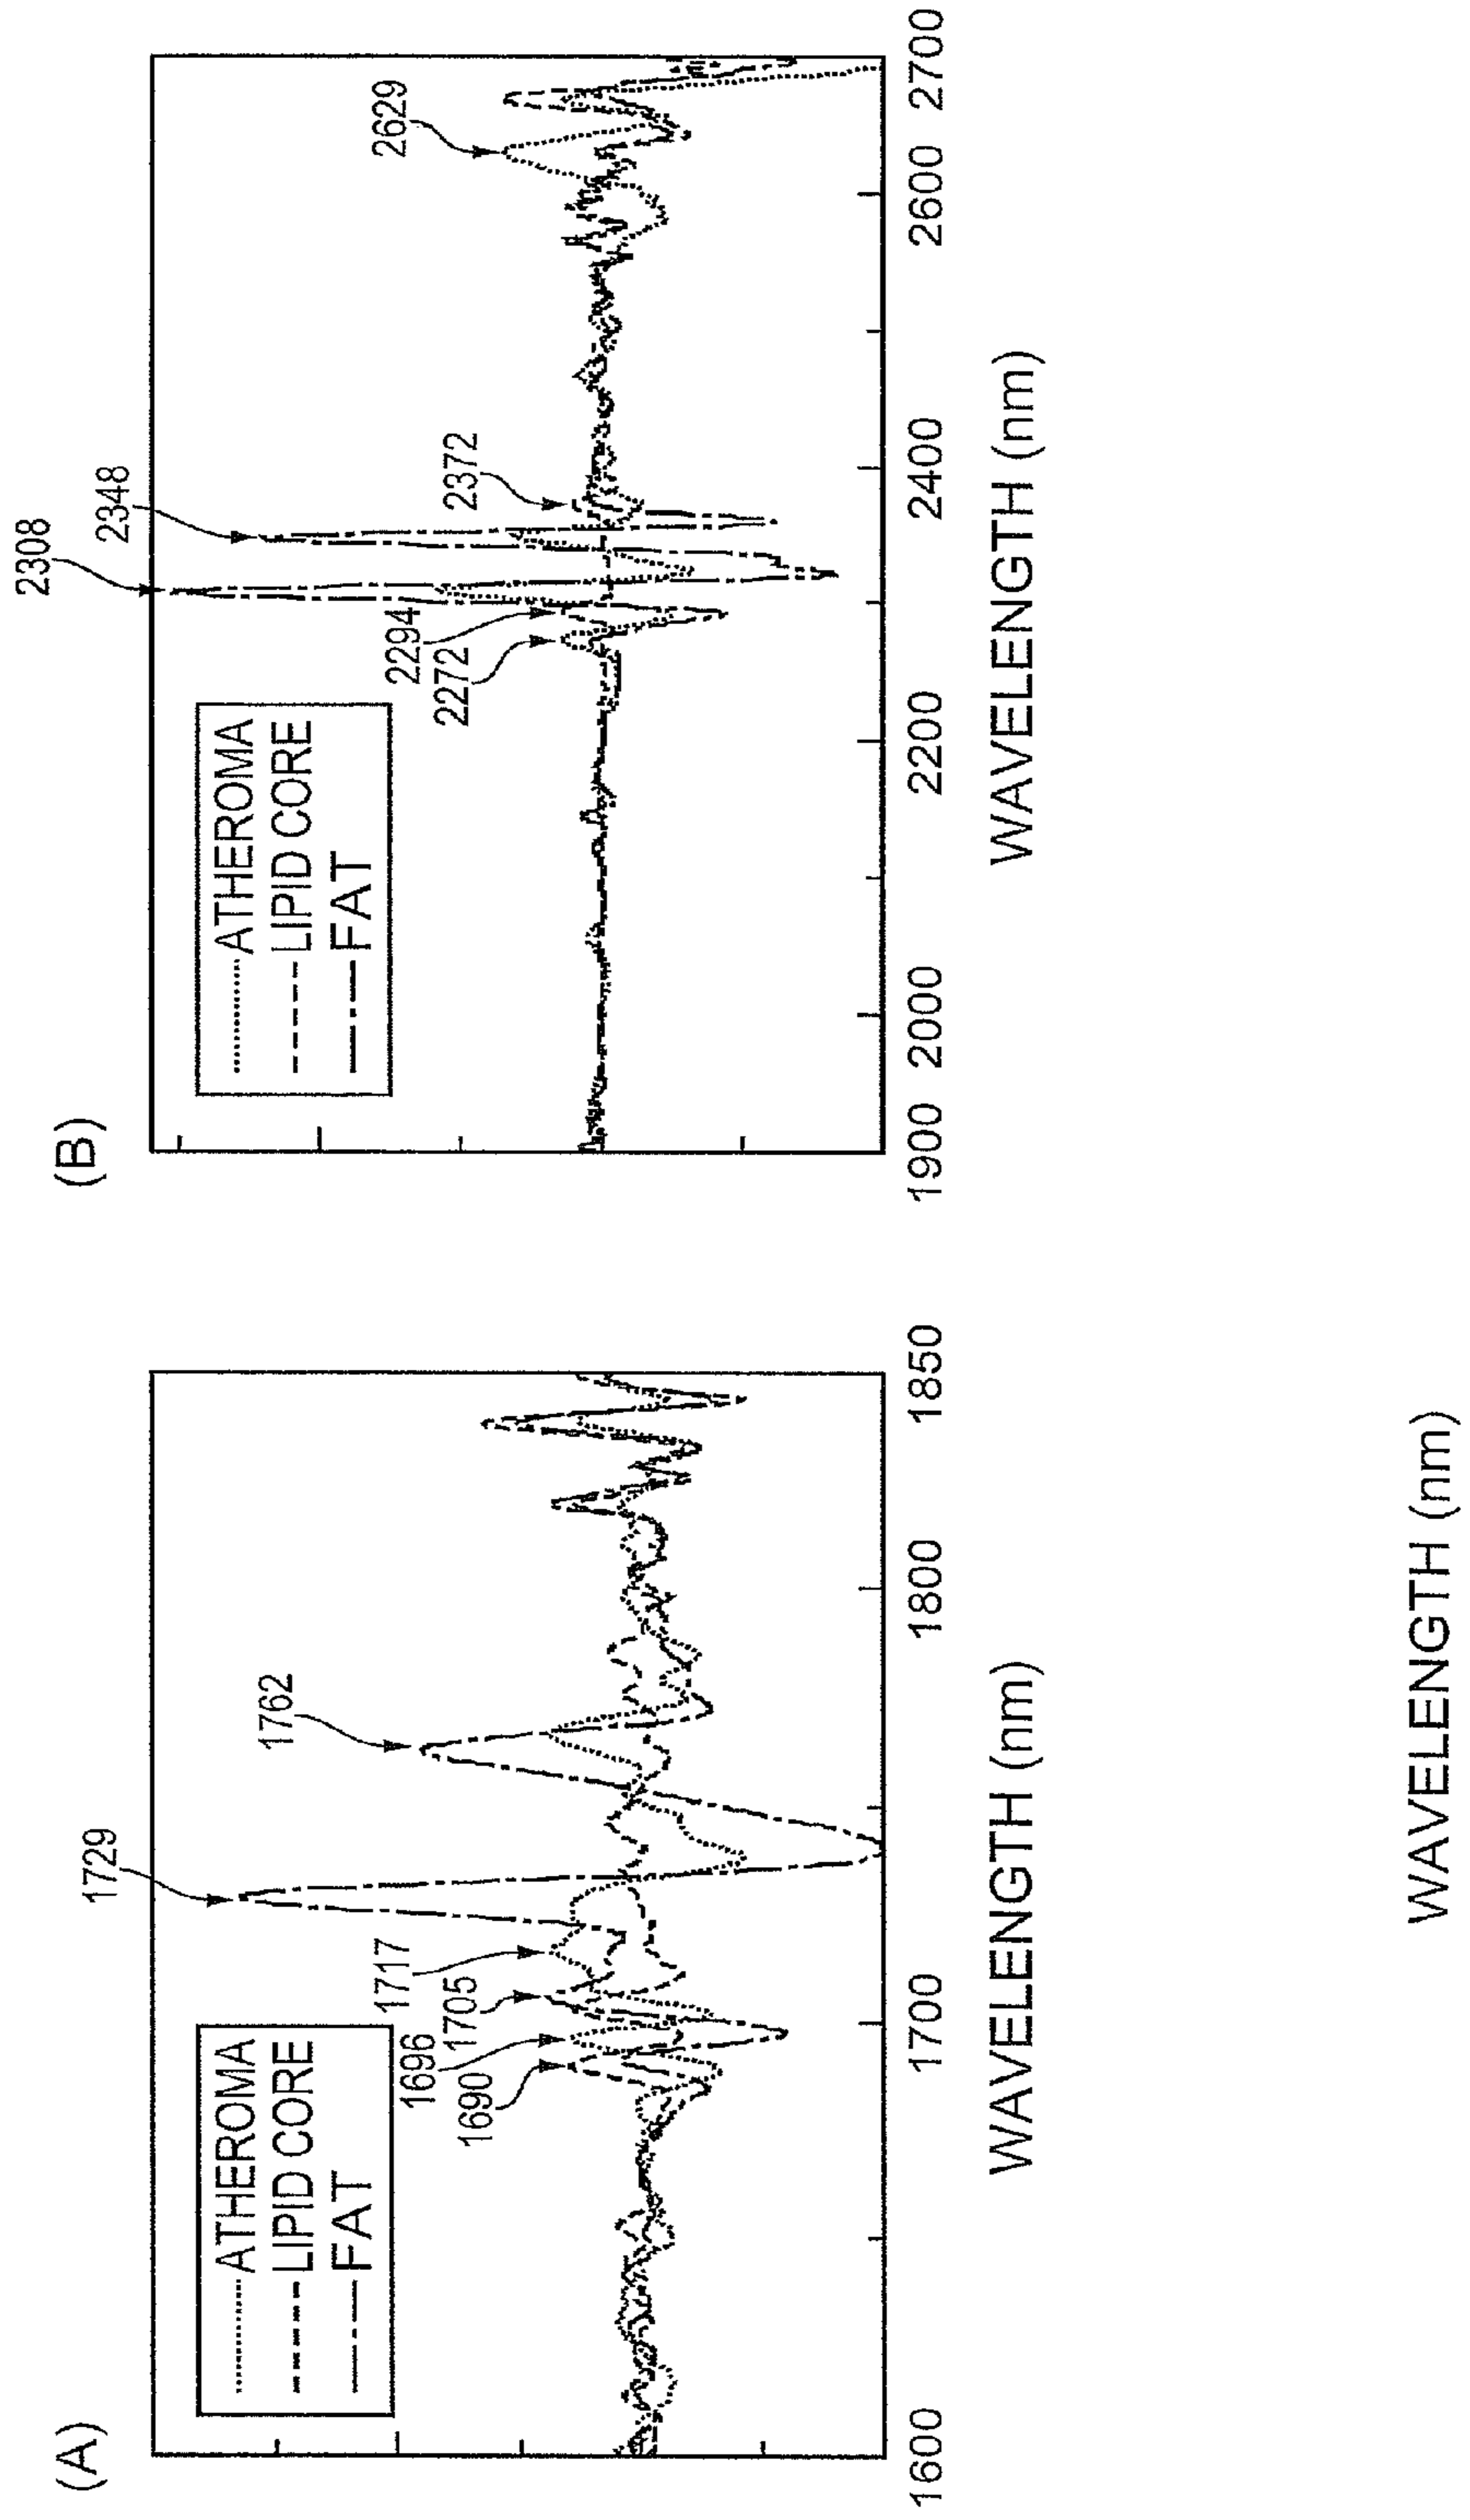 (A)
1729
1762
1717
1705
1696
1690
ATHEROMA
LIPID CORE
FAT
1600
1700
1800
1850
WAVELENGTH (nm)
(B)
2308
2348
2372
2294
2272
2629
ATHEROMA
LIPID CORE
FAT
1900
2000
2200
2400
2600
2700
WAVELENGTH (nm)
WAVELENGTH (nm)